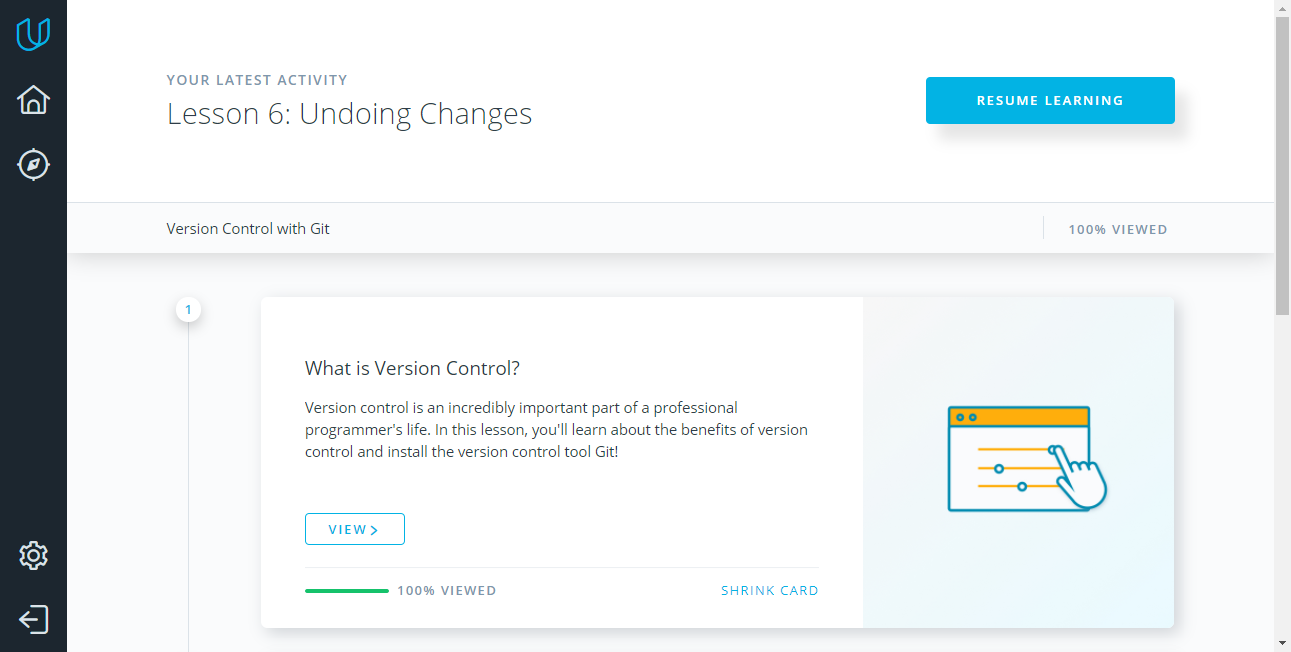 YOUR LATEST ACTIVITY
Lesson 6: Undoing Changes
RESUME LEARNING
Version Control with Git
100% VIEWED
1
What is Version Control?
Version control is an incredibly important part of a professional
programmer's life. In this lesson, you'll learn about the benefits of version
control and install the version control tool Git!
VIEW
100% VIEWED
SHRINK CARD